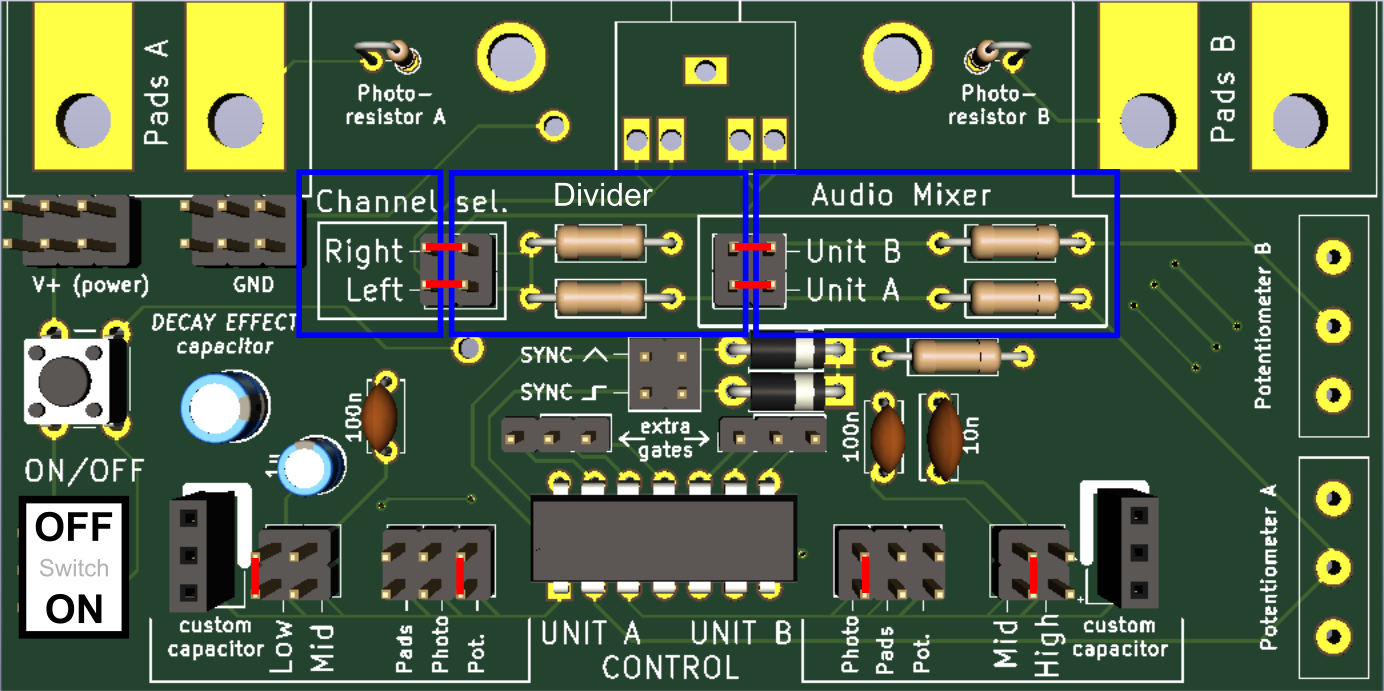 Pads A
Photo-
resistor A
Photo-
resistor B
Pads B
Channel sel.
Divider
Audio Mixer
Right
Left
Unit B
Unit A
V+ (power)
GND
DECAY EFFECT
capacitor
SYNC
SYNC
Potentiometer B
100n
extra
gates
100n
10n
ON/OFF
OFF
Switch
ON
Potentiometer A
custom
capacitor
Low
Mid
Pads
Photo
Pot.
UNIT A
UNIT B
CONTROL
Photo
Pads
Pot.
Mid
High
+
custom
capacitor